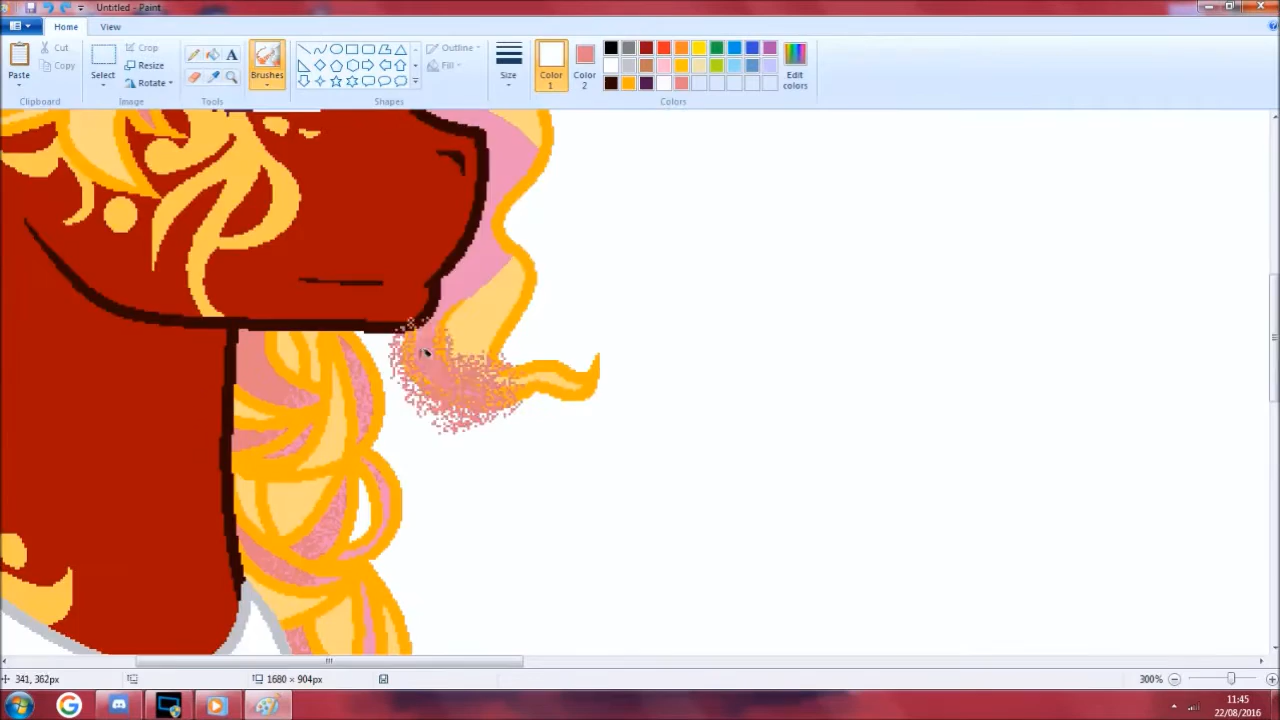 Untitled - Paint
Home View
Paste
Cut
Copy
Clipboard
Select
Crop
Resize
Rotate
Image
A
Tools
Brushes
Outline
Fill
Shapes
Size
Color 1
Color 2
Edit colors
Colors
341, 362px
1680 × 904px
300%
11:45
22/08/2016